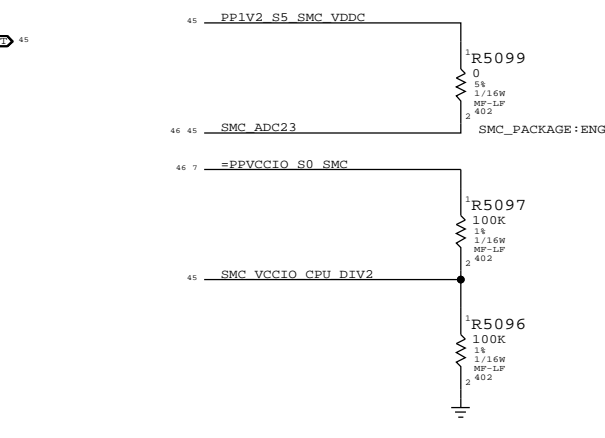 45 PP1V2_S5_SMC_VDDC
45
1
R5099
0
5%
1/16W
MF-LF
402
2
46 45 SMC_ADC23
SMC_PACKAGE:ENG
46 7 =PPVCCIO_S0_SMC
1
R5097
100K
1%
1/16W
MF-LF
402
2
45 SMC_VCCIO_CPU_DIV2
1
R5096
100K
1%
1/16W
MF-LF
402
2